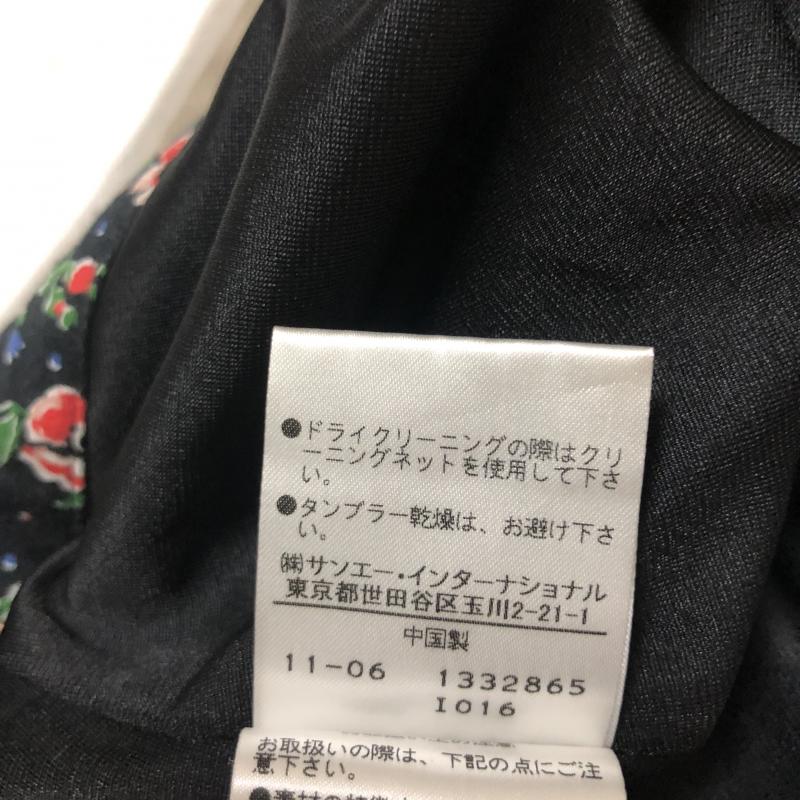 ●ドライクリーニングの際はクリ
ーニングネットを使用して下さ
い。
●タンブラー乾燥は、お避け下さ
い。
㈱サンエー・インターナショナル
東京都世田谷区玉川2-21-1
中国製
11-06 1332865
I016
お取扱いの際は、下記の点にご注
意下さい。